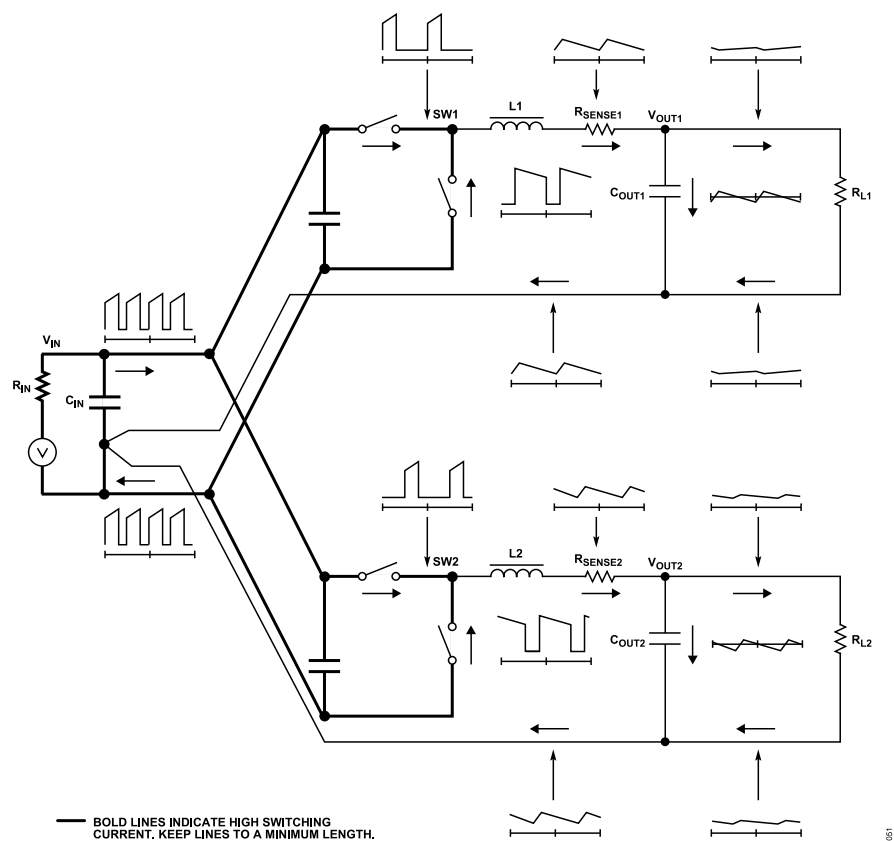 SW1
L1
RSENSE1
VOUT1
COUT1
RL1
VIN
RIN
CIN
V
SW2
L2
RSENSE2
VOUT2
COUT2
RL2
BOLD LINES INDICATE HIGH SWITCHING
CURRENT. KEEP LINES TO A MINIMUM LENGTH.
051